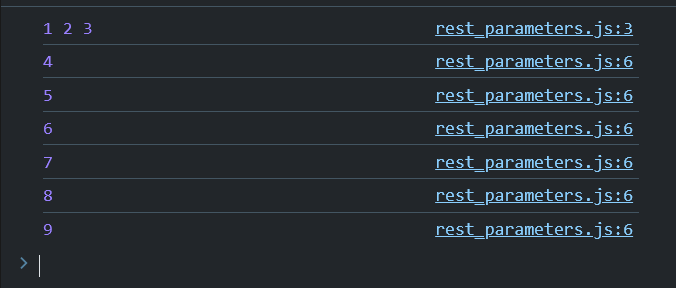 1 2 3 rest_parameters.js:3
4 rest_parameters.js:6
5 rest_parameters.js:6
6 rest_parameters.js:6
7 rest_parameters.js:6
8 rest_parameters.js:6
9 rest_parameters.js:6
>